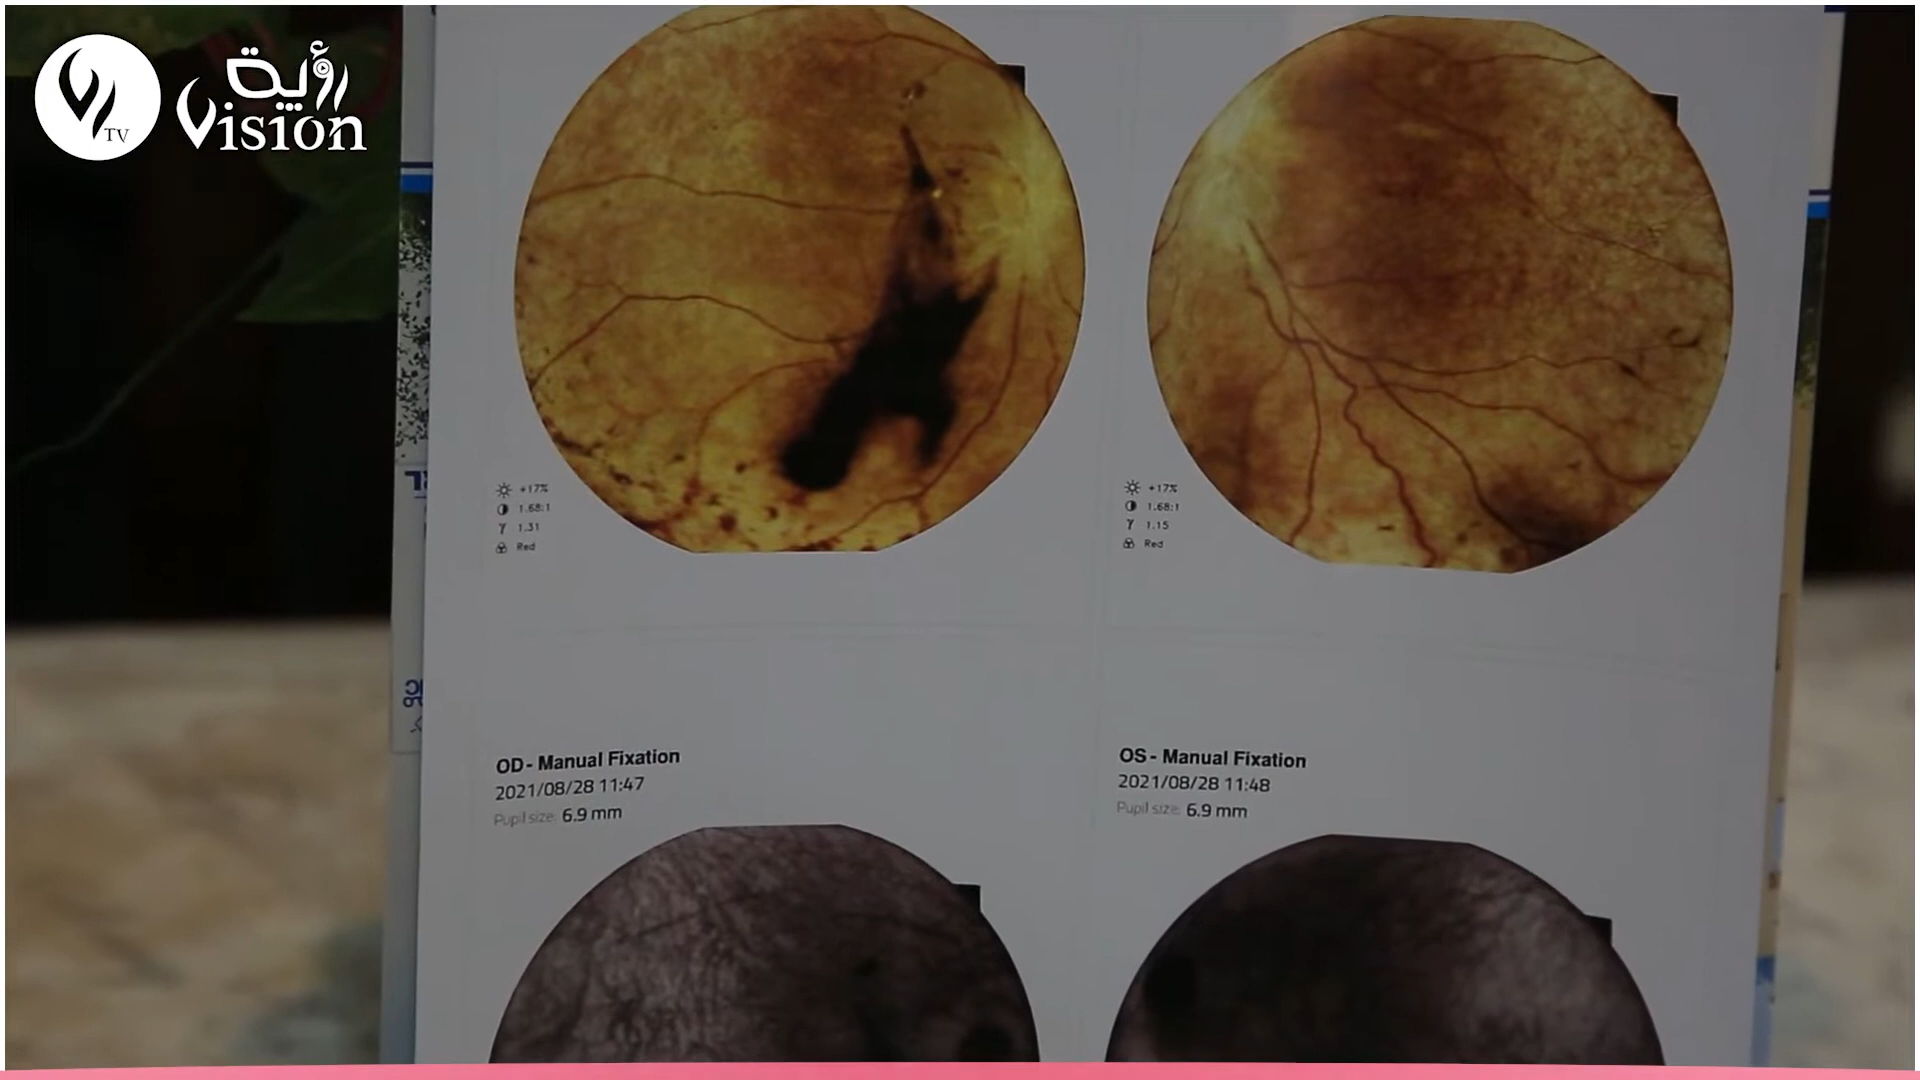 رؤية
Vision
TV
+17%
1.68:1
γ 1.31
Red
+17%
1.68:1
γ 1.15
Red
OD - Manual Fixation
2021/08/28 11:47
Pupil size: 6.9 mm
OS - Manual Fixation
2021/08/28 11:48
Pupil size: 6.9 mm